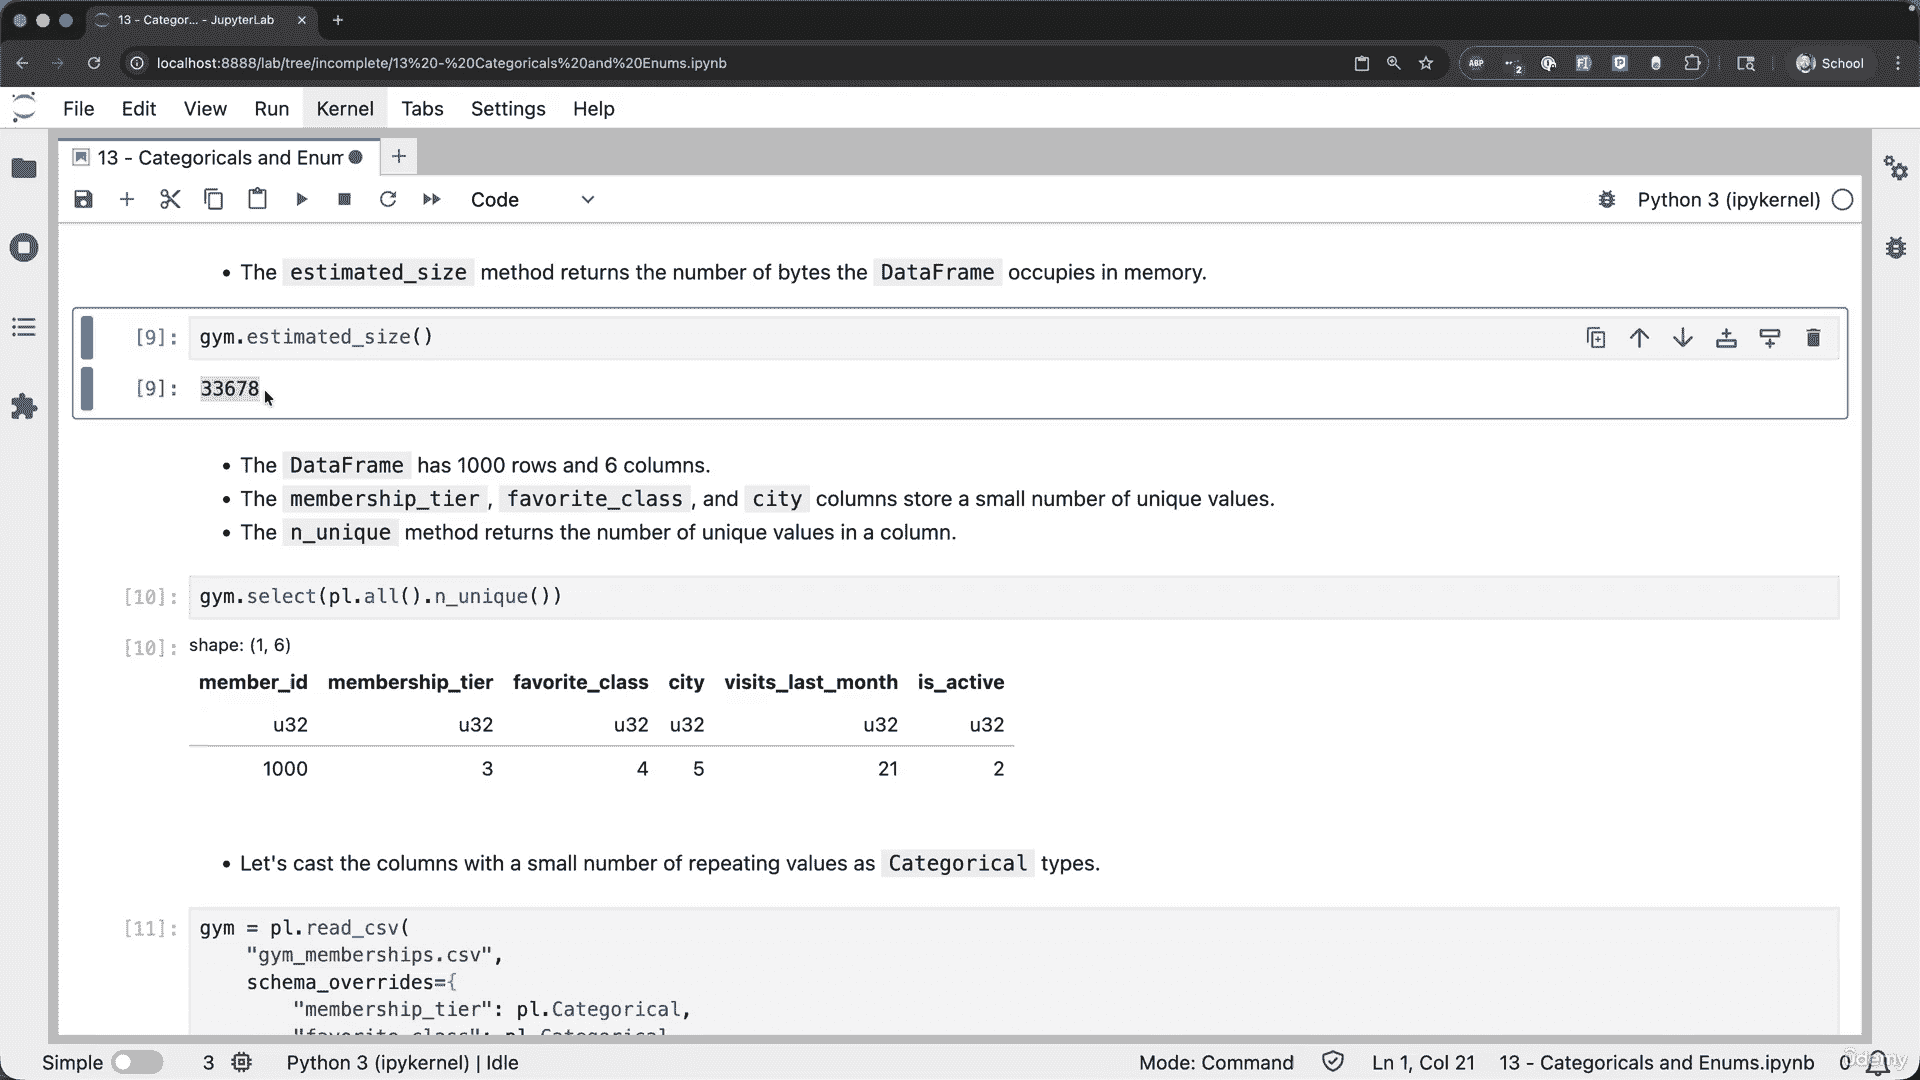 13 - Categor... - JupyterLab
localhost:8888/lab/tree/incomplete/13%20-%20Categoricals%20and%20Enums.ipynb
ABP
2
School
File Edit View Run Kernel Tabs Settings Help
13 - Categoricals and Enum
Code
Python 3 (ipykernel)
• The estimated_size method returns the number of bytes the DataFrame occupies in memory.
[9]: gym.estimated_size()
[9]: 33678
• The DataFrame has 1000 rows and 6 columns.
• The membership_tier, favorite_class, and city columns store a small number of unique values.
• The n_unique method returns the number of unique values in a column.
[10]: gym.select(pl.all().n_unique())
[10]: shape: (1, 6)
member_id membership_tier favorite_class city visits_last_month is_active
u32 u32 u32 u32 u32 u32
1000 3 4 5 21 2
• Let's cast the columns with a small number of repeating values as Categorical types.
[11]: gym = pl.read_csv(
"gym_memberships.csv",
schema_overrides={
"membership_tier": pl.Categorical,
"favorite_class": pl.Categorical,
Simple 3 Python 3 (ipykernel) | Idle Mode: Command Ln 1, Col 21 13 - Categoricals and Enums.ipynb 0
Udemy